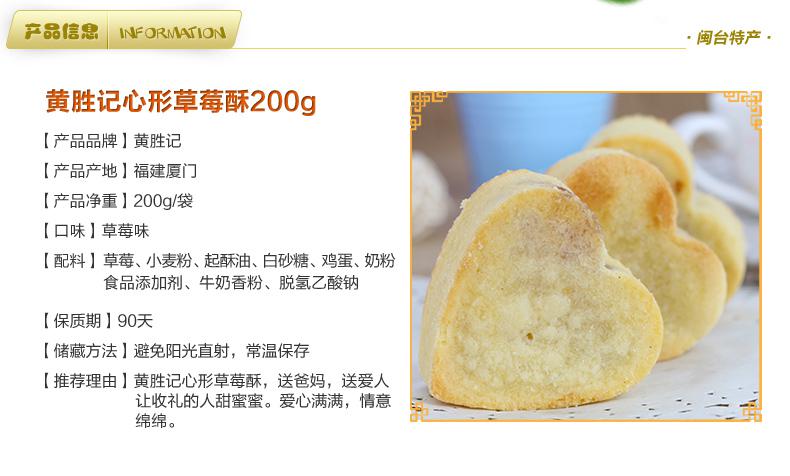 产品信息 INFORMATION
· 闽台特产 ·
黄胜记心形草莓酥200g
【产品品牌】黄胜记
【产品产地】福建厦门
【产品净重】200g/袋
【口味】草莓味
【配料】草莓、小麦粉、起酥油、白砂糖、鸡蛋、奶粉
食品添加剂、牛奶香粉、脱氢乙酸钠
【保质期】90天
【储藏方法】避免阳光直射，常温保存
【推荐理由】黄胜记心形草莓酥，送爸妈，送爱人
让收礼的人甜蜜蜜。爱心满满，情意
绵绵。